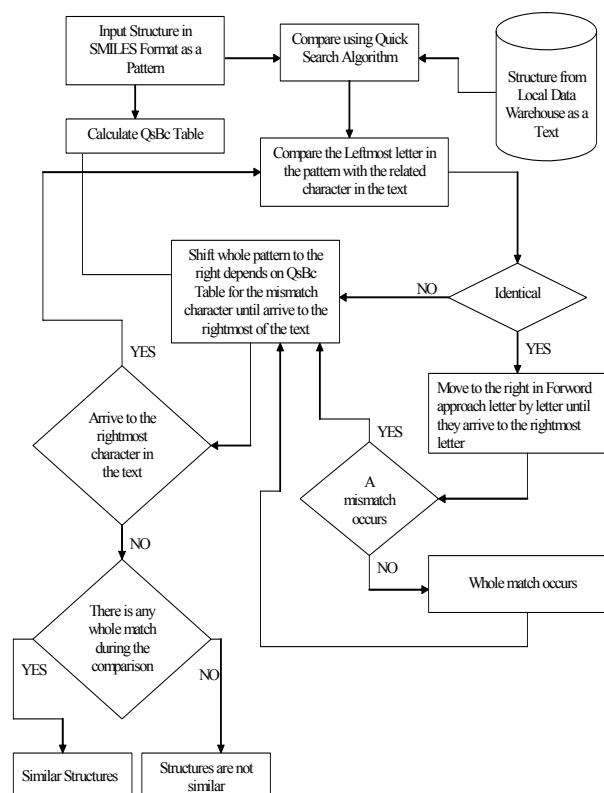 Input Structure in
SMILES Format as a
Pattern
Compare using Quick
Search Algorithm
Structure from
Local Data
Warehouse as a
Text
Calculate QsBc Table
Compare the Leftmost letter in
the pattern with the related
character in the text
Shift whole pattern to the
right depends on QsBc
Table for the mismatch
character until arrive to the
rightmost of the text
NO
Identical
YES
YES
Move to the right in Forword
approach letter by letter until
they arrive to the rightmost
letter
Arrive to the
rightmost
character in
the text
YES
A
mismatch
occurs
NO
NO
Whole match occurs
There is any
whole match
during the
comparison
YES
NO
Similar Structures
Structures are not
similar